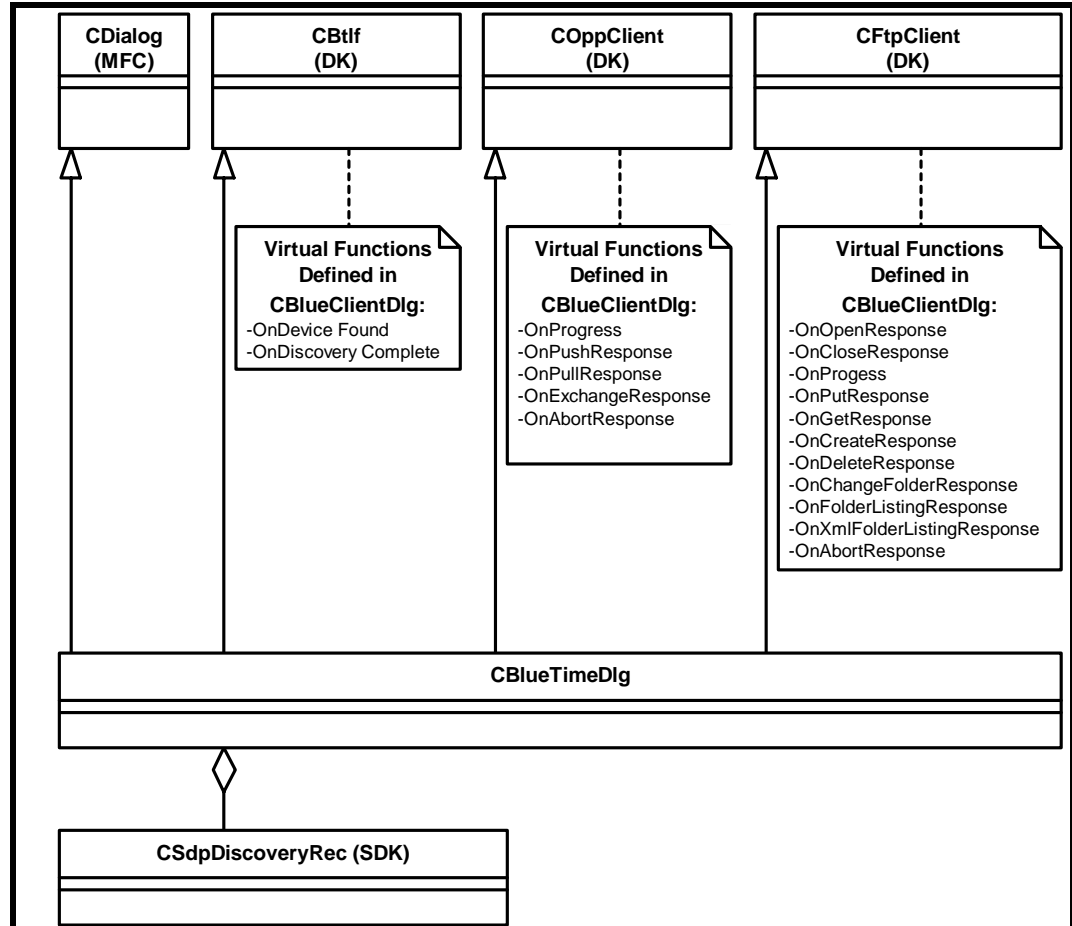 CDialog
(MFC)
CBtIf
(DK)
COppClient
(DK)
CFtpClient
(DK)
Virtual Functions
Defined in
CBlueClientDlg:
-OnDevice Found
-OnDiscovery Complete
Virtual Functions
Defined in
CBlueClientDlg:
-OnProgress
-OnPushResponse
-OnPullResponse
-OnExchangeResponse
-OnAbortResponse
Virtual Functions
Defined in
CBlueClientDlg:
-OnOpenResponse
-OnCloseResponse
-OnProgess
-OnPutResponse
-OnGetResponse
-OnCreateResponse
-OnDeleteResponse
-OnChangeFolderResponse
-OnFolderListingResponse
-OnXmlFolderListingResponse
-OnAbortResponse
CBlueTimeDlg
CSdpDiscoveryRec (SDK)